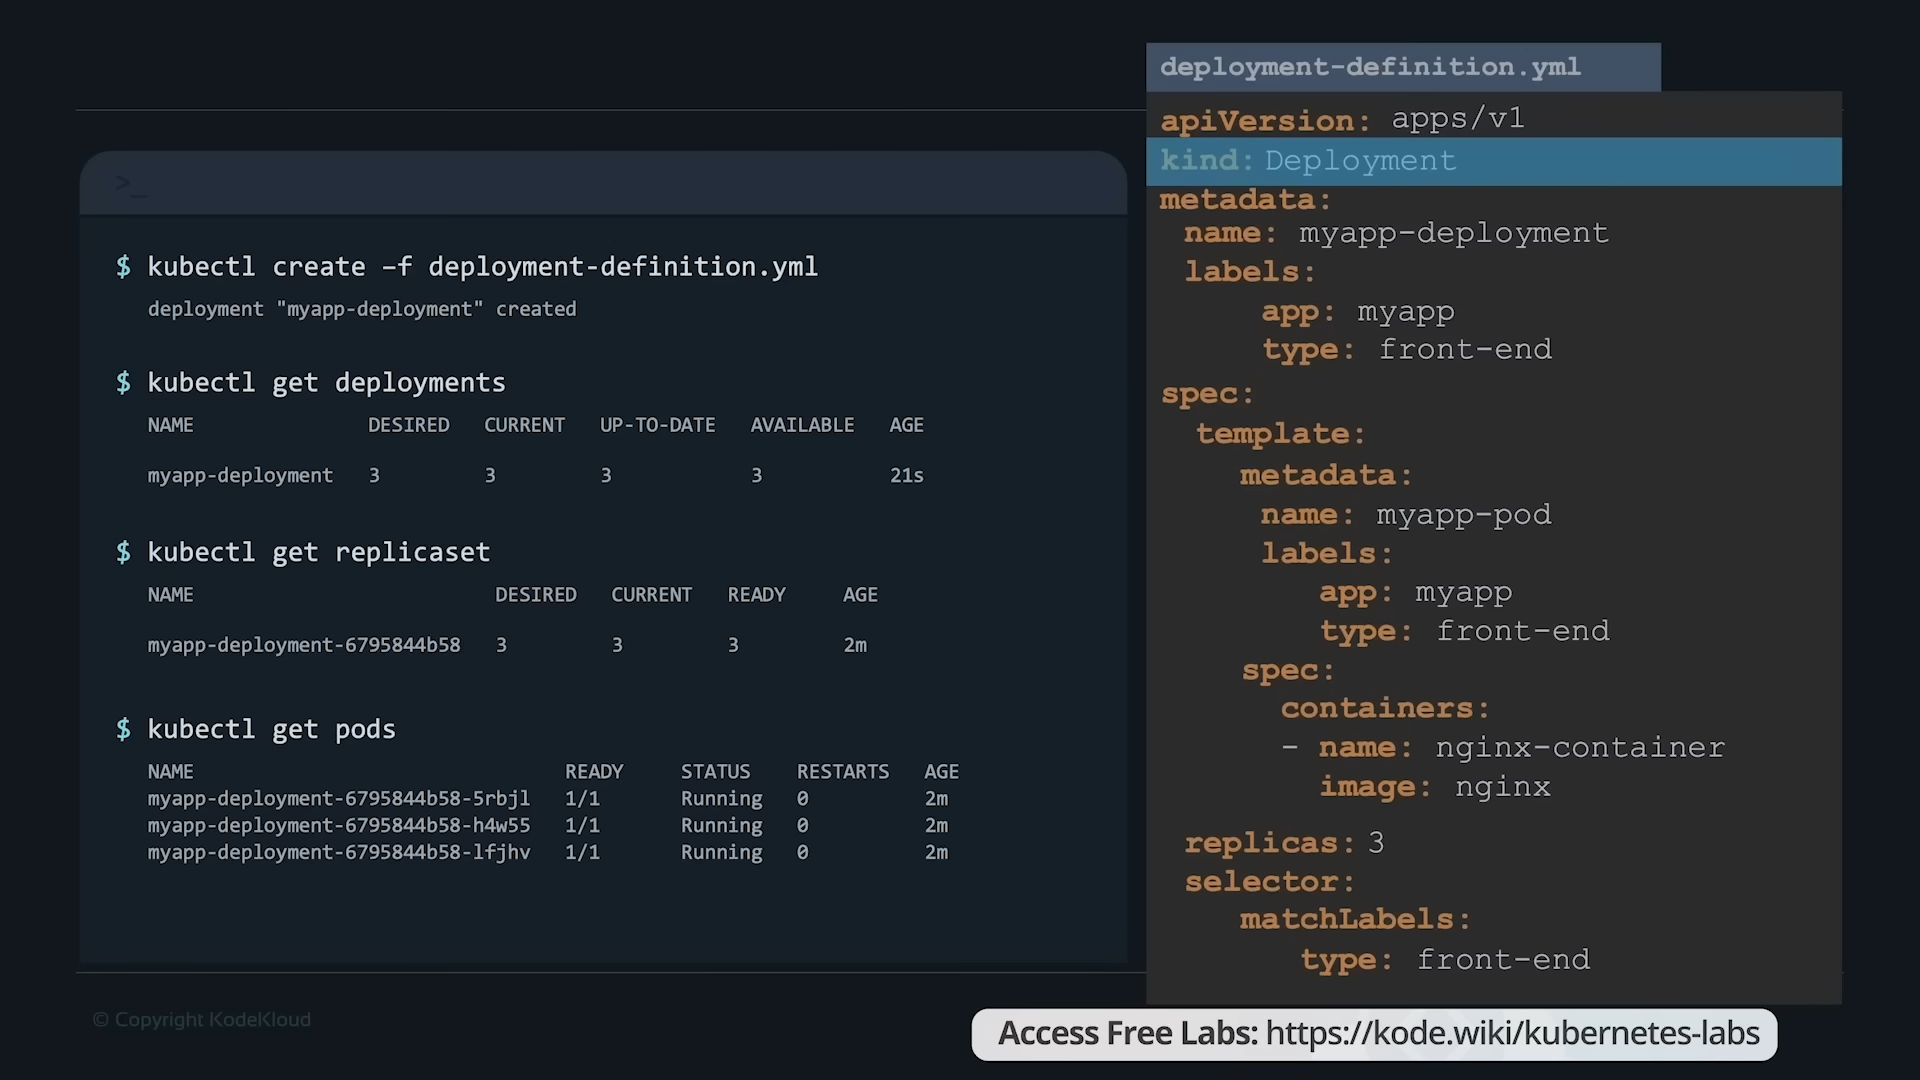 >_
$ kubectl create –f deployment-definition.yml
deployment "myapp-deployment" created
$ kubectl get deployments
NAME DESIRED CURRENT UP-TO-DATE AVAILABLE AGE
myapp-deployment 3 3 3 3 21s
$ kubectl get replicaset
NAME DESIRED CURRENT READY AGE
myapp-deployment-6795844b58 3 3 3 2m
$ kubectl get pods
NAME READY STATUS RESTARTS AGE
myapp-deployment-6795844b58-5rbjl 1/1 Running 0 2m
myapp-deployment-6795844b58-h4w55 1/1 Running 0 2m
myapp-deployment-6795844b58-lfjhv 1/1 Running 0 2m
deployment-definition.yml
apiVersion: apps/v1
kind: Deployment
metadata:
name: myapp-deployment
labels:
app: myapp
type: front-end
spec:
template:
metadata:
name: myapp-pod
labels:
app: myapp
type: front-end
spec:
containers:
- name: nginx-container
image: nginx
replicas: 3
selector:
matchLabels:
type: front-end
© Copyright KodeKloud
Access Free Labs: https://kode.wiki/kubernetes-labs